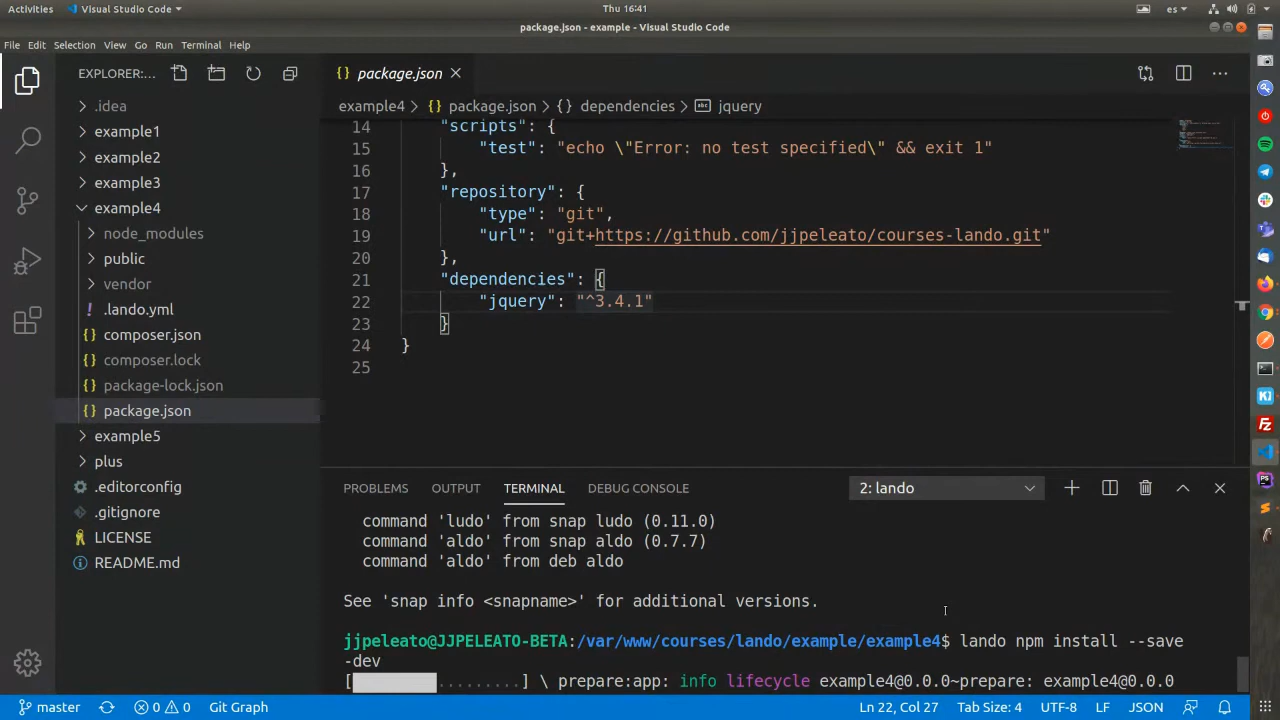 Activities
Visual Studio Code
Thu 16:41
es
package.json - example - Visual Studio Code
File Edit Selection View Go Run Terminal Help
EXPLORER:...
package.json
example4 > package.json > dependencies > jquery
.idea
example1
example2
example3
example4
node_modules
public
vendor
.lando.yml
composer.json
composer.lock
package-lock.json
package.json
example5
plus
.editorconfig
.gitignore
LICENSE
README.md
14 "scripts": {
15 "test": "echo \"Error: no test specified\" && exit 1"
16 },
17 "repository": {
18 "type": "git",
19 "url": "git+https://github.com/jjpeleato/courses-lando.git"
20 },
21 "dependencies": {
22 "jquery": "^3.4.1"
23 }
24 }
25
PROBLEMS OUTPUT TERMINAL DEBUG CONSOLE
2: lando
command 'ludo' from snap ludo (0.11.0)
command 'aldo' from snap aldo (0.7.7)
command 'aldo' from deb aldo
See 'snap info <snapname>' for additional versions.
jjpeleato@JJPELEATO-BETA:/var/www/courses/lando/example/example4$ lando npm install --save
-dev
[ .........] \ prepare:app: info lifecycle example4@0.0.0~prepare: example4@0.0.0
master
0 0
Git Graph
Ln 22, Col 27
Tab Size: 4
UTF-8
LF
JSON